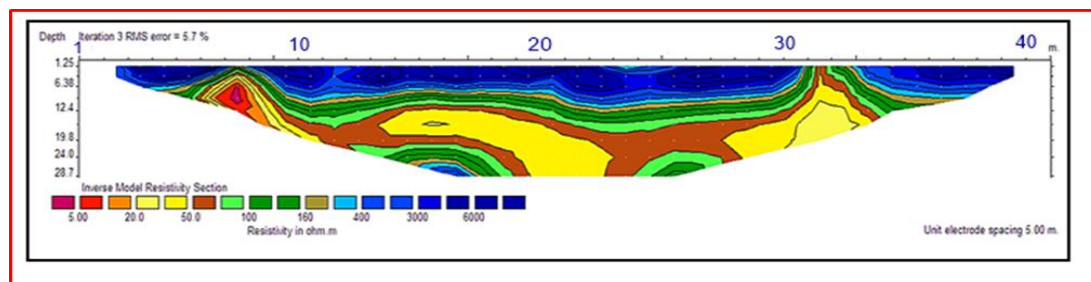 Depth Iteration 3 RMS error = 5.7 %
1 10 20 30 40 m.
1.25
6.38
12.4
19.8
24.0
28.7
Inverse Model Resistivity Section
5.00 20.0 50.0 100 160 400 3000 6000
Resistivity in ohm.m
Unit electrode spacing 5.00 m.